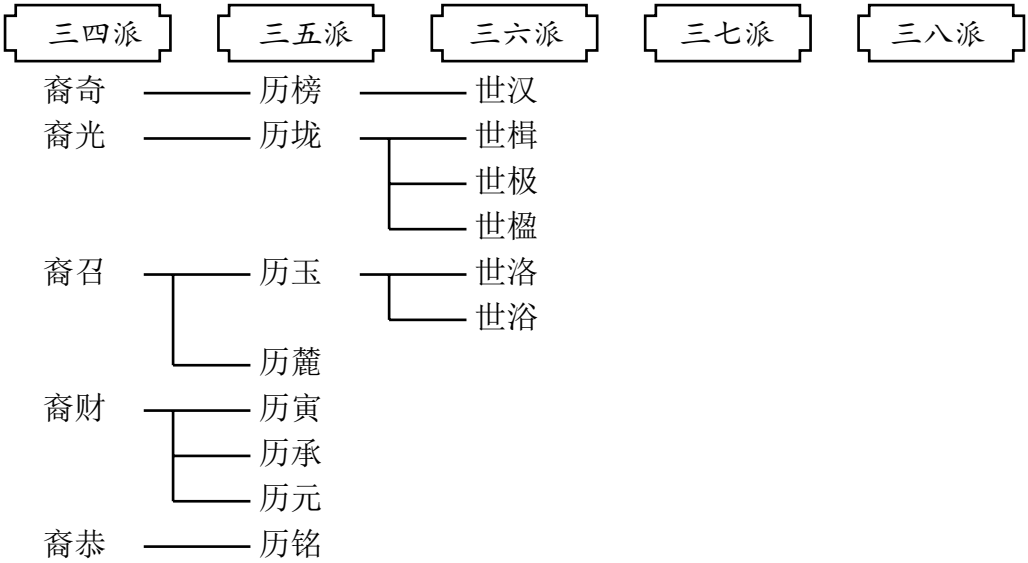 三四派 三五派 三六派 三七派 三八派
裔奇 历榜 世汉
裔光 历垅 世楫
世极
世楹
裔召 历玉 世洛
世浴
历麓
裔财 历寅
历承
历元
裔恭 历铭